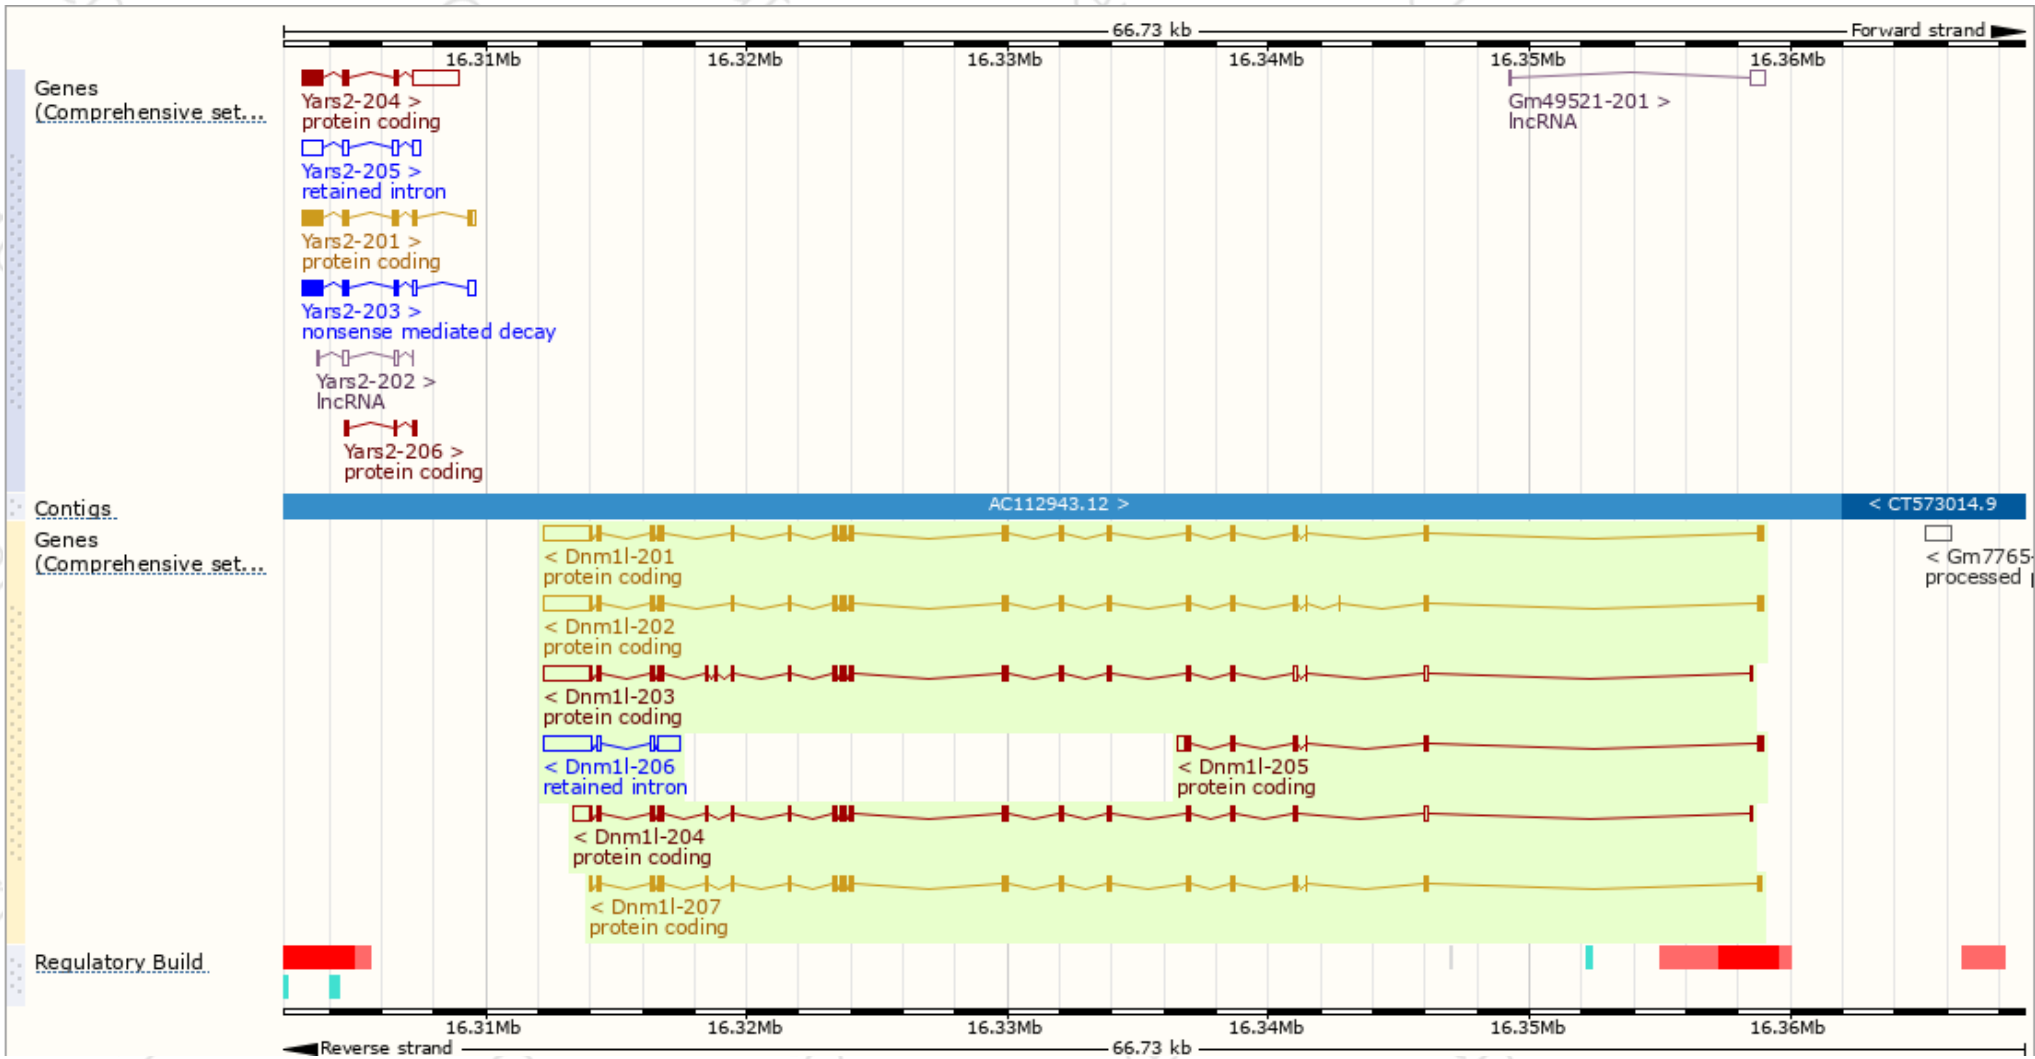 66.73 kb
Forward strand
16.31Mb 16.32Mb 16.33Mb 16.34Mb 16.35Mb 16.36Mb
Genes
(Comprehensive set...
Yars2-204 >
protein coding
Gm49521-201 >
lncRNA
Yars2-205 >
retained intron
Yars2-201 >
protein coding
Yars2-203 >
nonsense mediated decay
Yars2-202 >
lncRNA
Yars2-206 >
protein coding
Contigs
AC112943.12 >
< CT573014.9
Genes
(Comprehensive set...
< Dnm1l-201
protein coding
< Gm7765-
processed
< Dnm1l-202
protein coding
< Dnm1l-203
protein coding
< Dnm1l-206
retained intron
< Dnm1l-205
protein coding
< Dnm1l-204
protein coding
< Dnm1l-207
protein coding
Regulatory Build
16.31Mb 16.32Mb 16.33Mb 16.34Mb 16.35Mb 16.36Mb
Reverse strand
66.73 kb